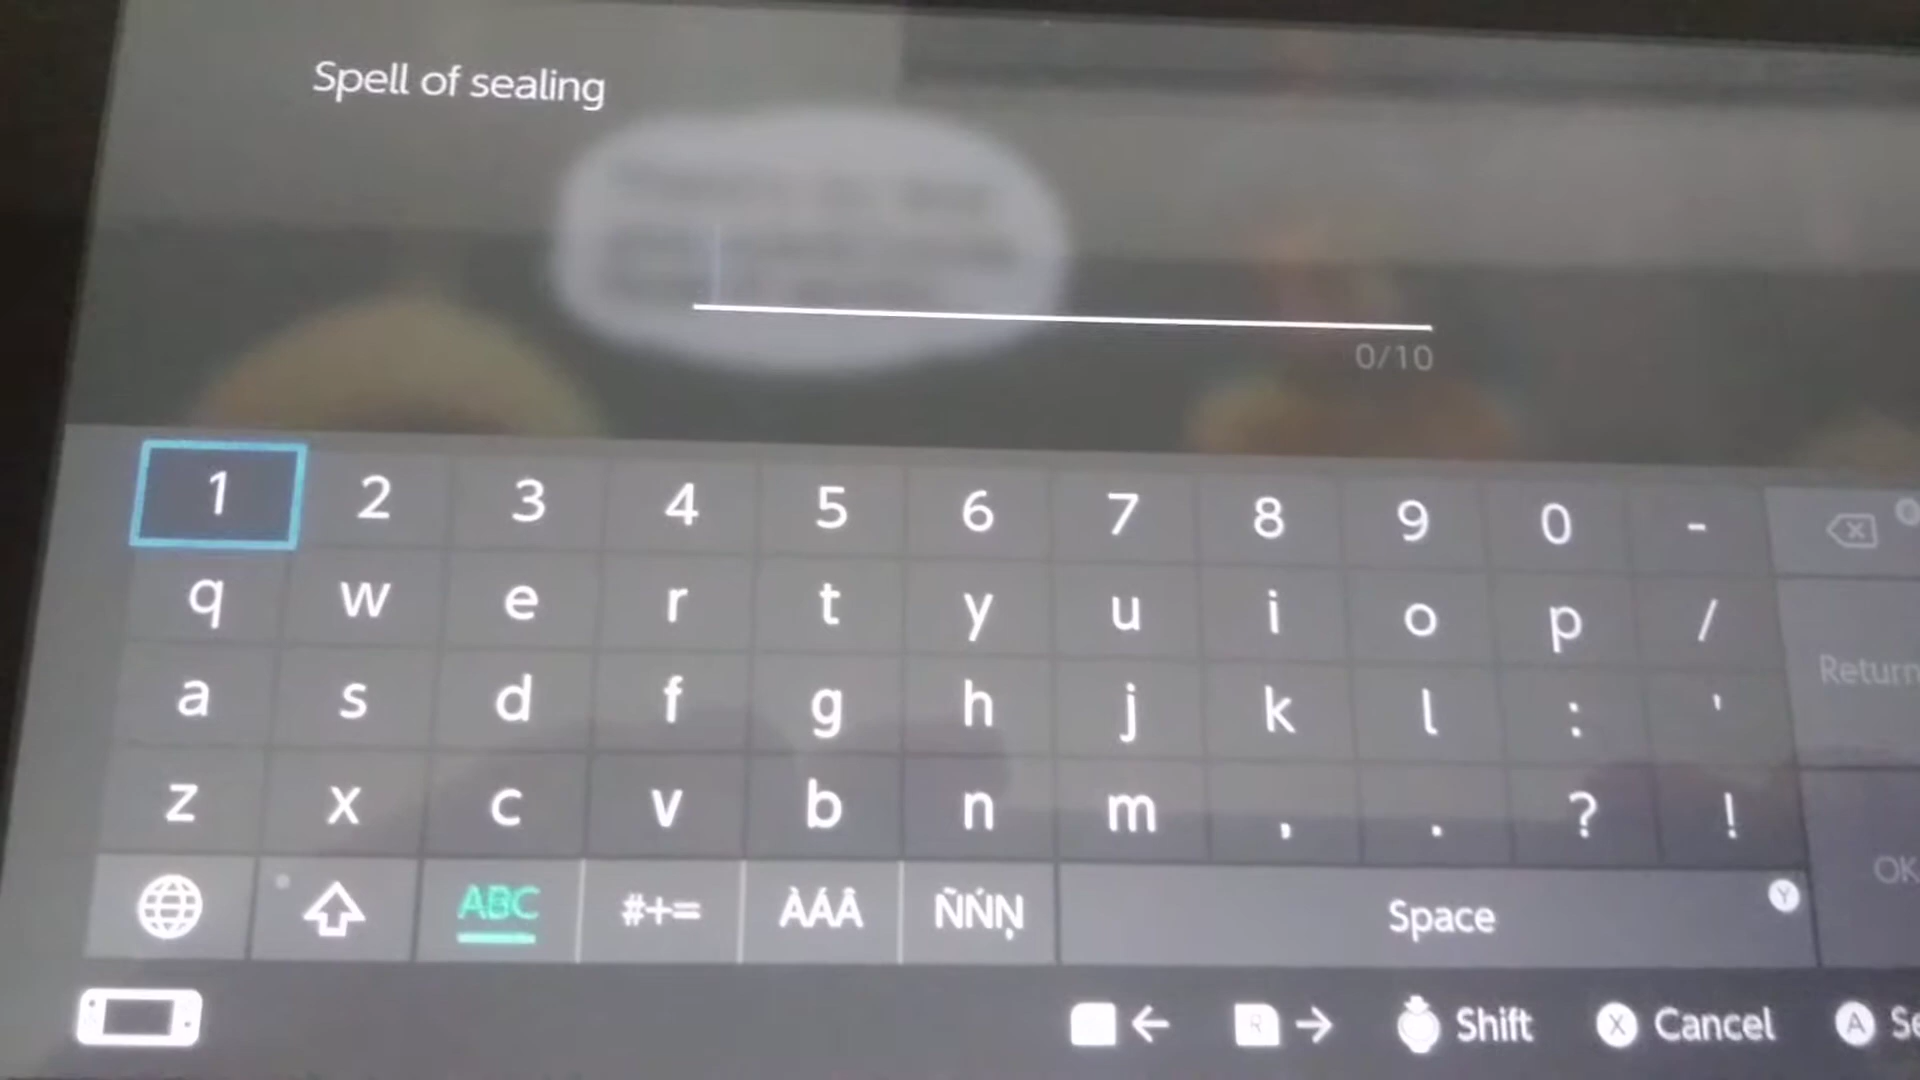 Spell of sealing
0/10
1 2 3 4 5 6 7 8 9 0 -
q w e r t y u i o p /
a s d f g h j k l : '
z x c v b n m , . ? !
ABC #+= ÀÁÂ ÑŃŅ Space Y
Return
OK
R Shift X Cancel A